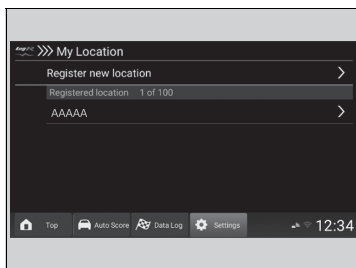 LogR »» My Location
Register new location
Registered location 1 of 100
AAAAA
Top Auto Score Data Log Settings 12:34